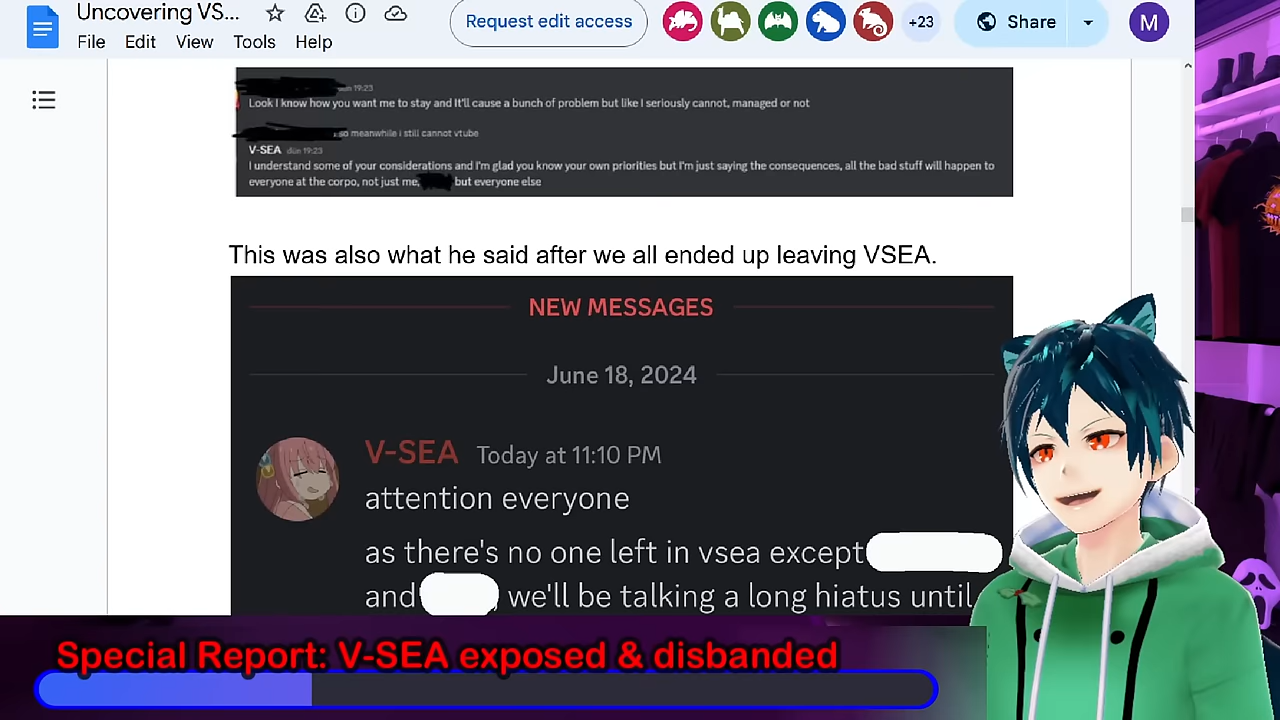 Uncovering VS...
Request edit access
+23
Share
M
File Edit View Tools Help
dün 19:23
Look I know how you want me to stay and It'll cause a bunch of problem but like I seriously cannot, managed or not
so meanwhile i still cannot vtube
V-SEA dün 19:23
I understand some of your considerations and I'm glad you know your own priorities but I'm just saying the consequences, all the bad stuff will happen to
everyone at the corpo, not just me, but everyone else
This was also what he said after we all ended up leaving VSEA.
NEW MESSAGES
June 18, 2024
V-SEA Today at 11:10 PM
attention everyone
as there's no one left in vsea except
and we'll be talking a long hiatus until
Special Report: V-SEA exposed & disbanded